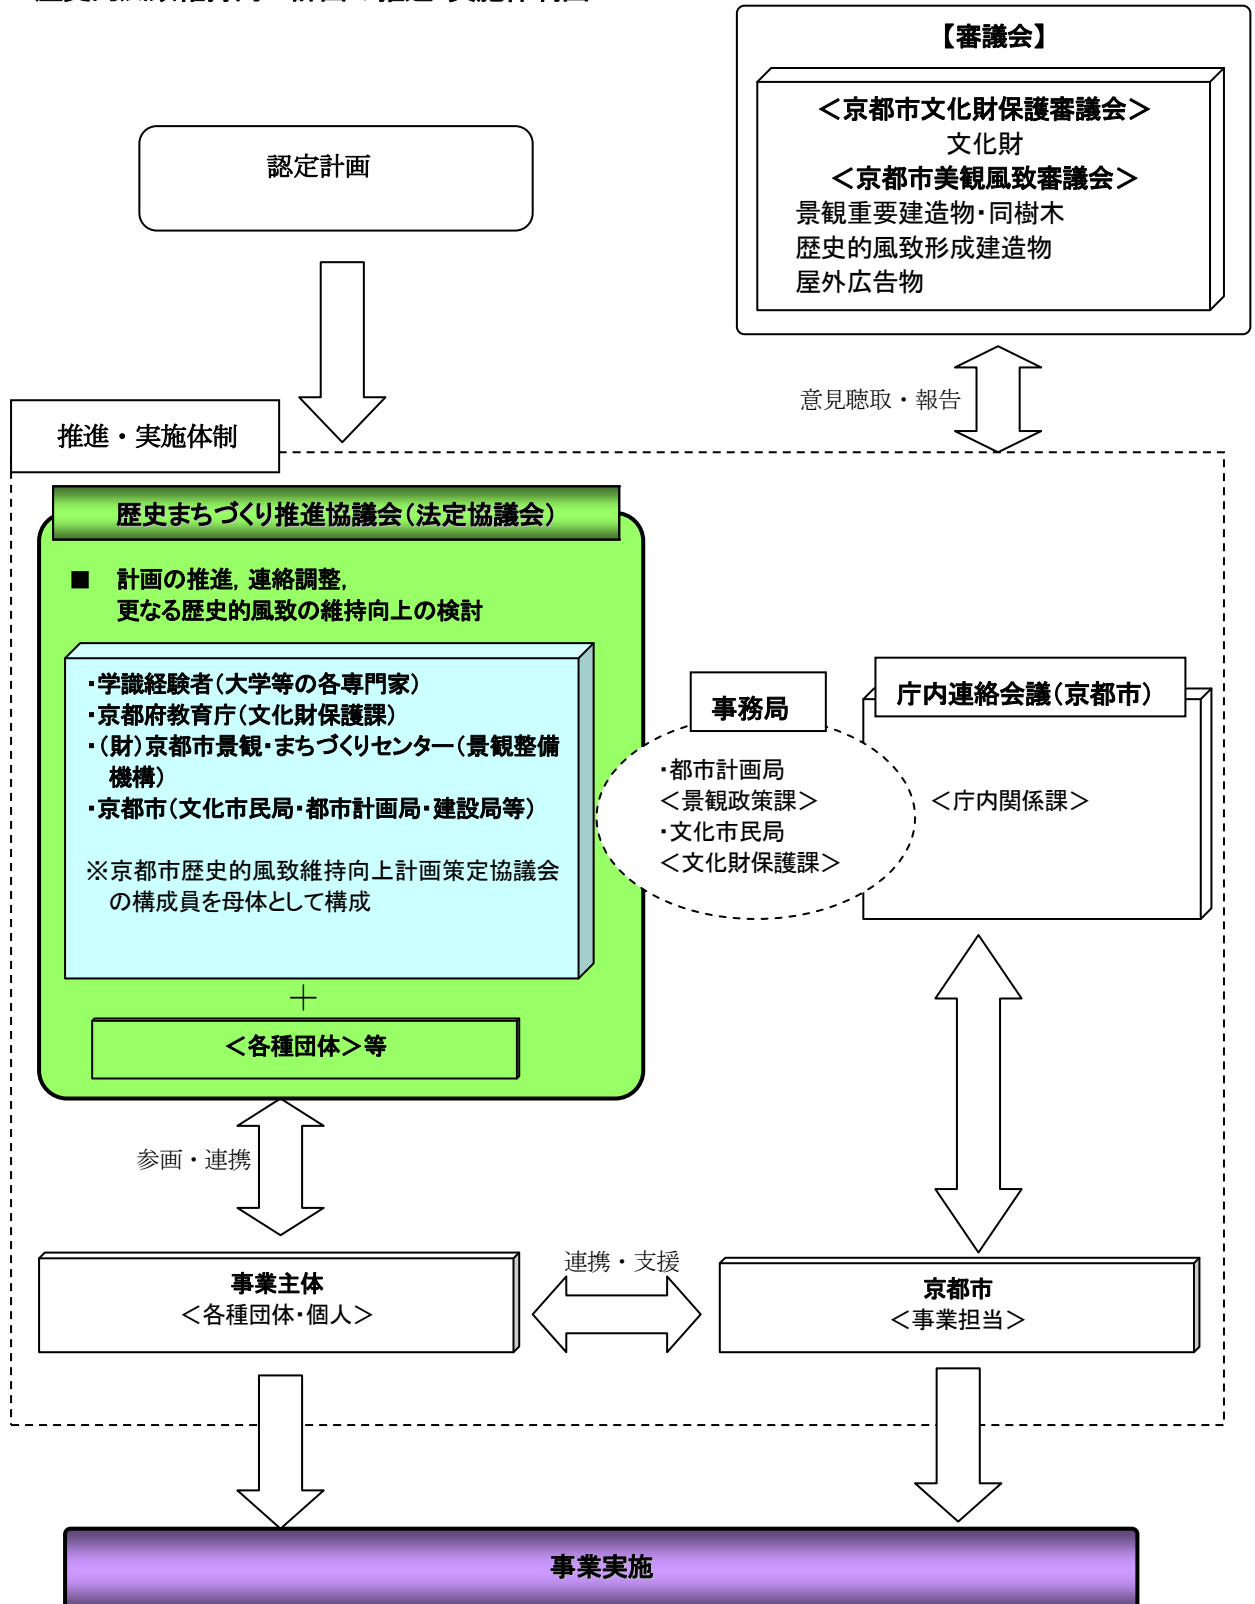 【審議会】
＜京都市文化財保護審議会＞
文化財
＜京都市美観風致審議会＞
景観重要建造物・同樹木
歴史的風致形成建造物
屋外広告物
認定計画
意見聴取・報告
推進・実施体制
歴史まちづくり推進協議会（法定協議会）
■ 計画の推進，連絡調整，
更なる歴史的風致の維持向上の検討
・学識経験者（大学等の各専門家）
・京都府教育庁（文化財保護課）
・（財）京都市景観・まちづくりセンター（景観整備
機構）
・京都市（文化市民局・都市計画局・建設局等）
※京都市歴史的風致維持向上計画策定協議会
の構成員を母体として構成
＋
＜各種団体＞等
事務局
・都市計画局
＜景観政策課＞
・文化市民局
＜文化財保護課＞
庁内連絡会議（京都市）
＜庁内関係課＞
参画・連携
事業主体
＜各種団体・個人＞
連携・支援
京都市
＜事業担当＞
事業実施